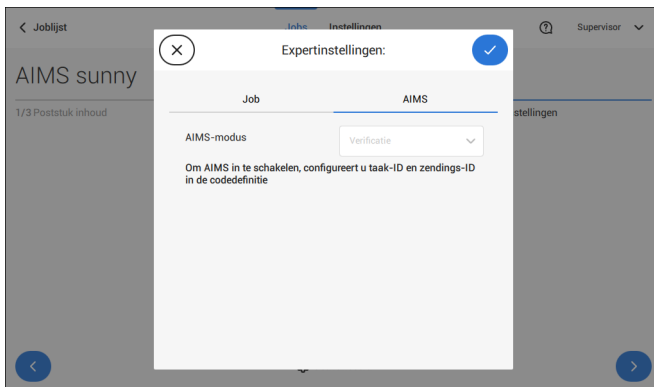 Joblijst
Jobs Instellingen
Supervisor
Expertinstellingen:
AIMS sunny
Job AIMS
1/3 Poststuk inhoud
stellingen
AIMS-modus
Verificatie
Om AIMS in te schakelen, configureert u taak-ID en zendings-ID
in de codedefinitie